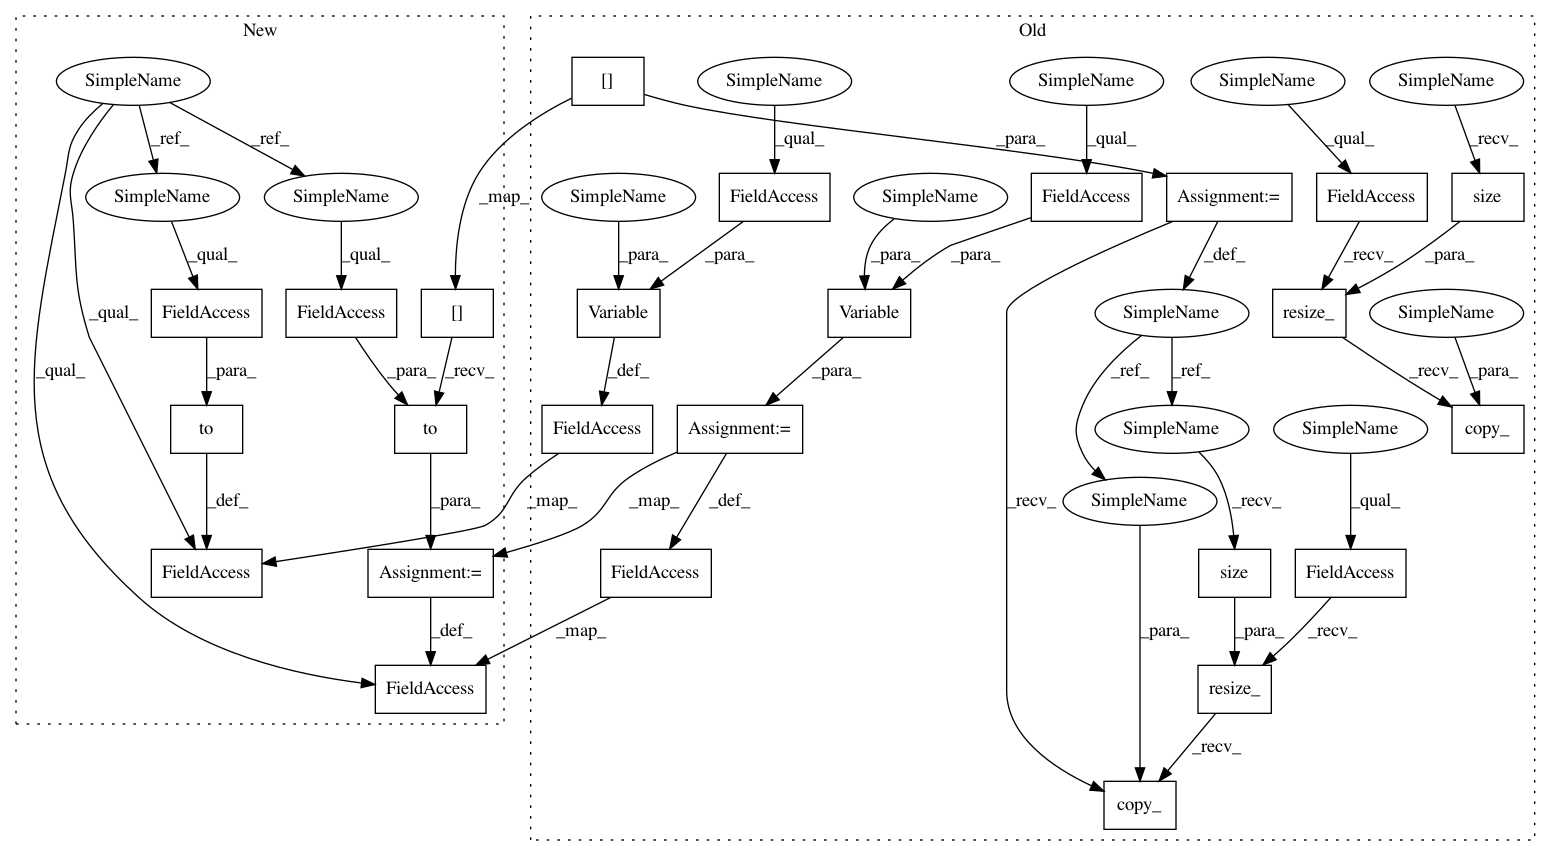 New
Old
SimpleName
[]
SimpleName
SimpleName
SimpleName
SimpleName
_ref_
_ref_
_para_
_qual_
_qual_
_qual_
_recv_
SimpleName
SimpleName
_map_
SimpleName
FieldAccess
SimpleName
FieldAccess
Assignment:=
FieldAccess
size
_qual_
_qual_
_para_
_para_
_para_
_para_
_def_
_recv_
_para_
_qual_
FieldAccess
FieldAccess
[]
Variable
Variable
SimpleName
resize_
SimpleName
_qual_
_para_
_para_
_recv_
_def_
_para_
_ref_
_ref_
_recv_
_para_
to
to
FieldAccess
Assignment:=
SimpleName
SimpleName
copy_
_def_
_para_
_map_
_map_
_def_
_recv_
SimpleName
_recv_
_qual_
FieldAccess
Assignment:=
FieldAccess
size
FieldAccess
_def_
_map_
_para_
_para_
_recv_
FieldAccess
resize_
_recv_
copy_